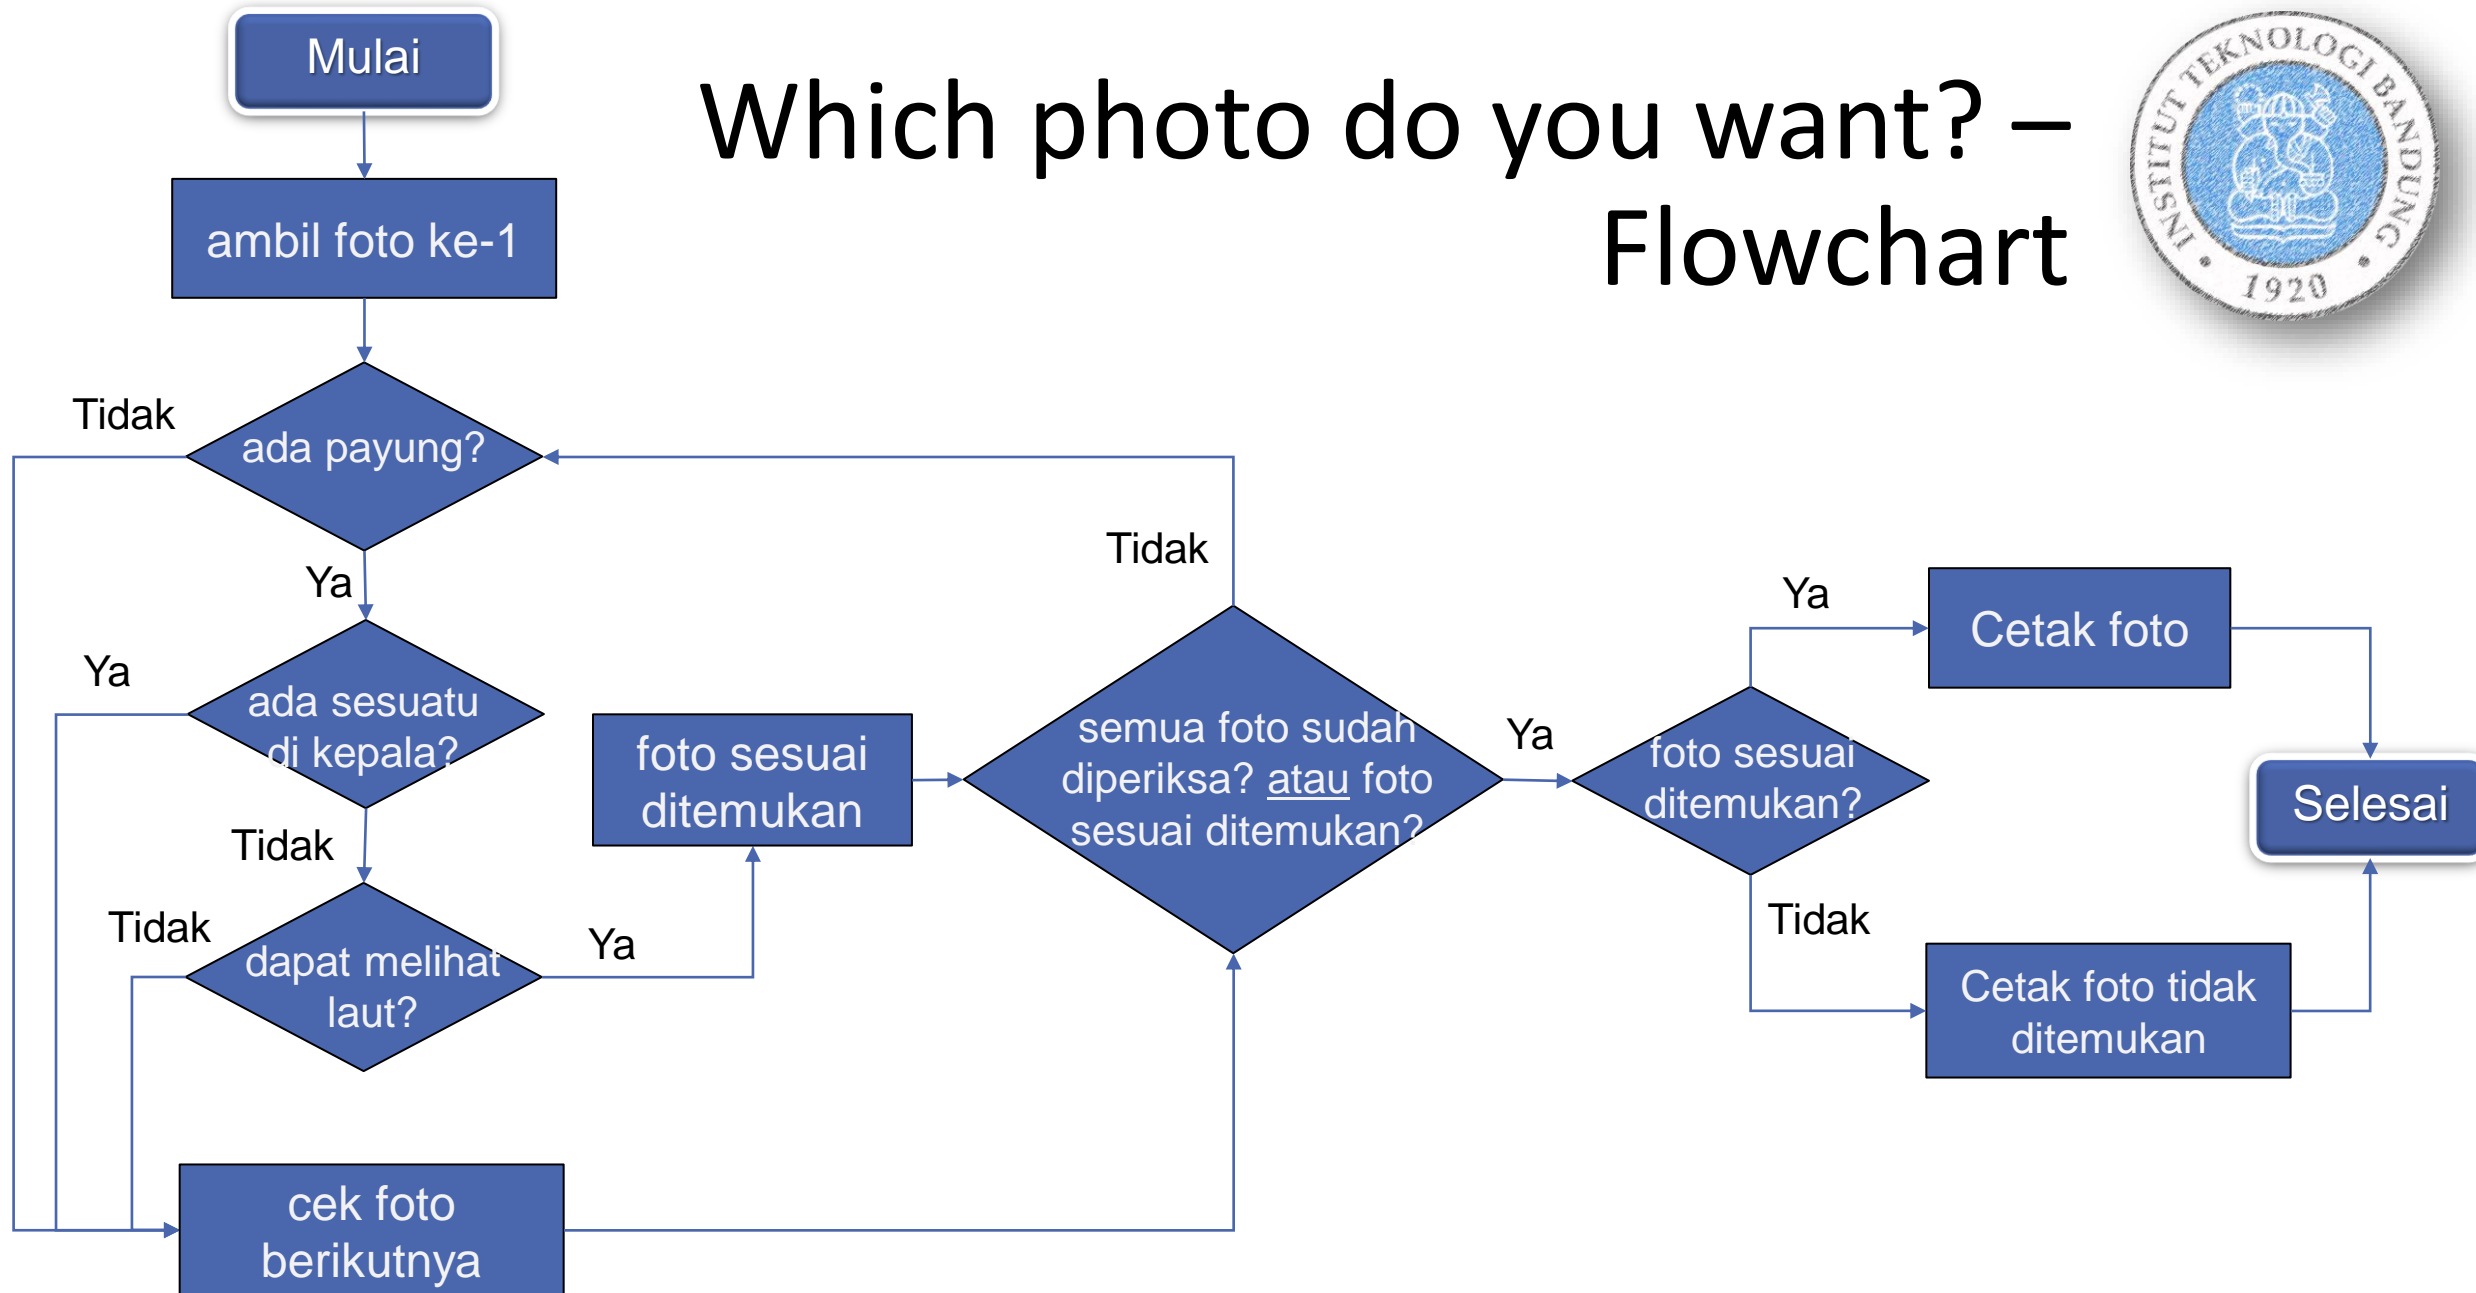 Mulai
Which photo do you want? –
Flowchart
INSTITUT TEKNOLOGI BANDUNG
1920
ambil foto ke-1
Tidak
ada payung?
Ya
Tidak
Ya
ada sesuatu
di kepala?
Tidak
foto sesuai
ditemukan
semua foto sudah
diperiksa? atau foto
sesuai ditemukan?
Ya
foto sesuai
ditemukan?
Ya
Cetak foto
Selesai
Tidak
Cetak foto tidak
ditemukan
Tidak
dapat melihat
laut?
Ya
cek foto
berikutnya